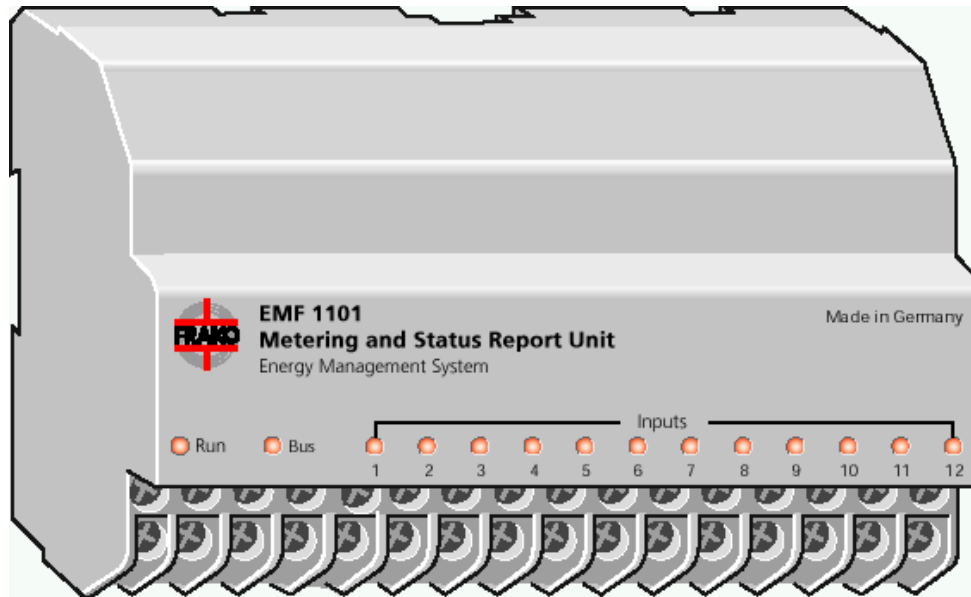 EMF 1101
Made in Germany
FRAKO
Metering and Status Report Unit
Energy Management System
Inputs
Run Bus
1 2 3 4 5 6 7 8 9 10 11 12